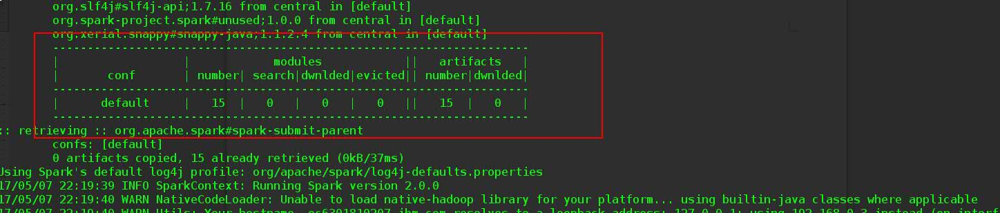 org.slf4j#slf4j-api;1.7.16 from central in [default]
org.spark-project.spark#unused;1.0.0 from central in [default]
org.xerial.snappy#snappy-java;1.1.2.4 from central in [default]
---------------------------------------------------------------------
|                  |            modules            ||   artifacts   |
|       conf       | number| search|dwnlded|evicted|| number|dwnlded|
---------------------------------------------------------------------
|      default     |   15  |   0   |   0   |   0   ||   15  |   0   |
---------------------------------------------------------------------
:: retrieving :: org.apache.spark#spark-submit-parent
confs: [default]
0 artifacts copied, 15 already retrieved (0kB/37ms)
Using Spark's default log4j profile: org/apache/spark/log4j-defaults.properties
17/05/07 22:19:39 INFO SparkContext: Running Spark version 2.0.0
17/05/07 22:19:40 WARN NativeCodeLoader: Unable to load native-hadoop library for your platform... using builtin-java classes where applicable
17/05/07 22:19:40 WARN Utils: Your hostname, oc6301810207.ibm.com resolves to a loopback address: 127.0.0.1; using 192.168.0.3 instead (on interf